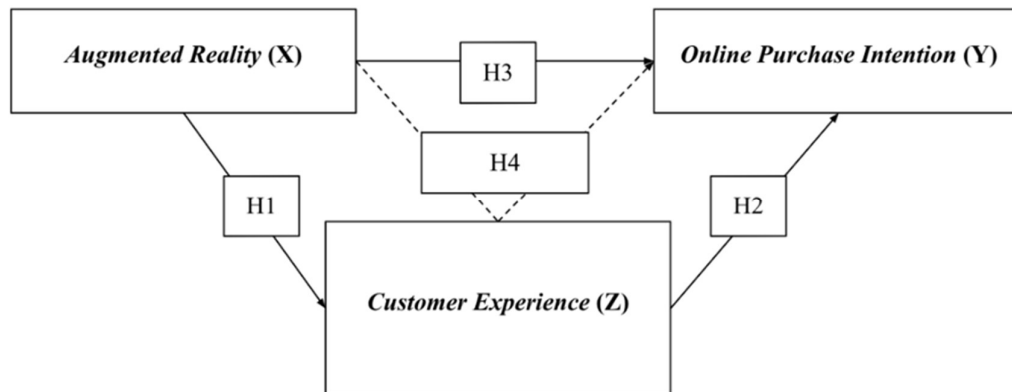 Augmented Reality (X)
Online Purchase Intention (Y)
H3
H4
H1
H2
Customer Experience (Z)